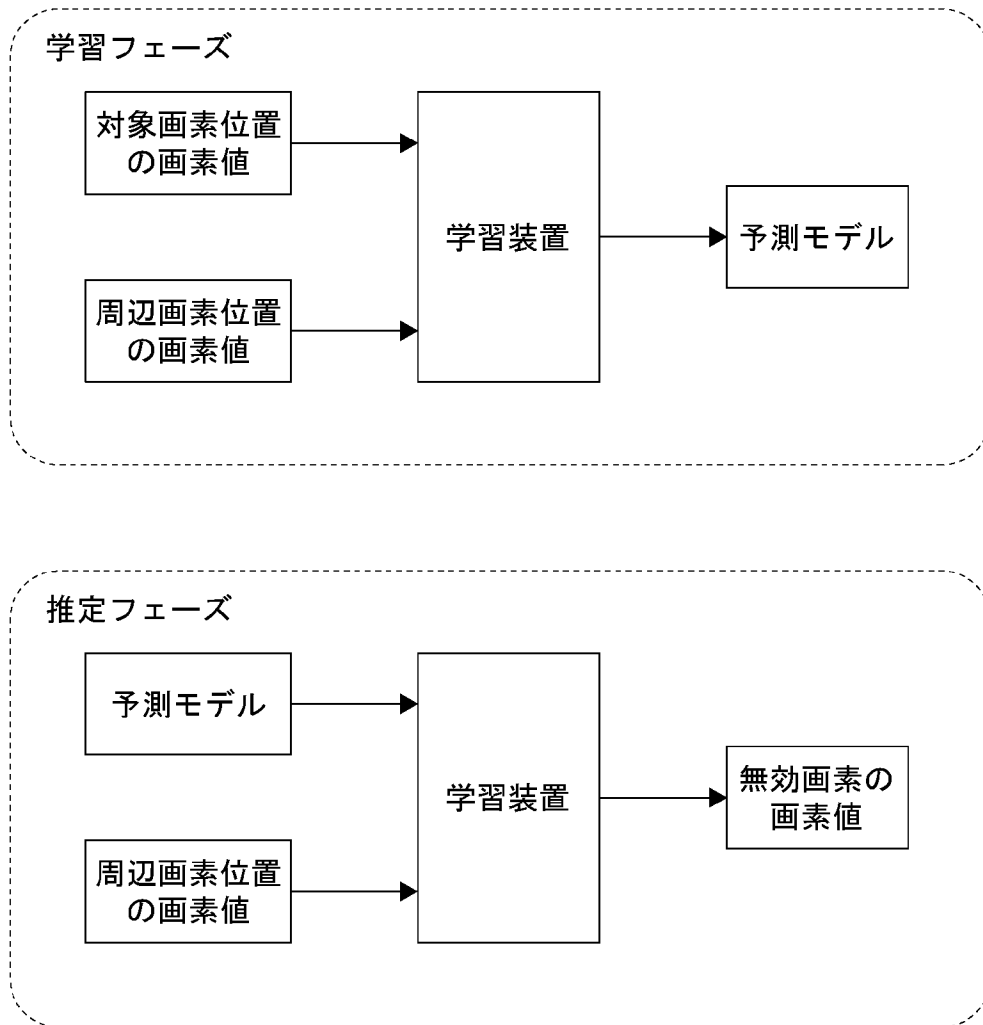 学習フェーズ
対象画素位置
の画素値
学習装置
予測モデル
周辺画素位置
の画素値
推定フェーズ
予測モデル
学習装置
無効画素の
画素値
周辺画素位置
の画素値